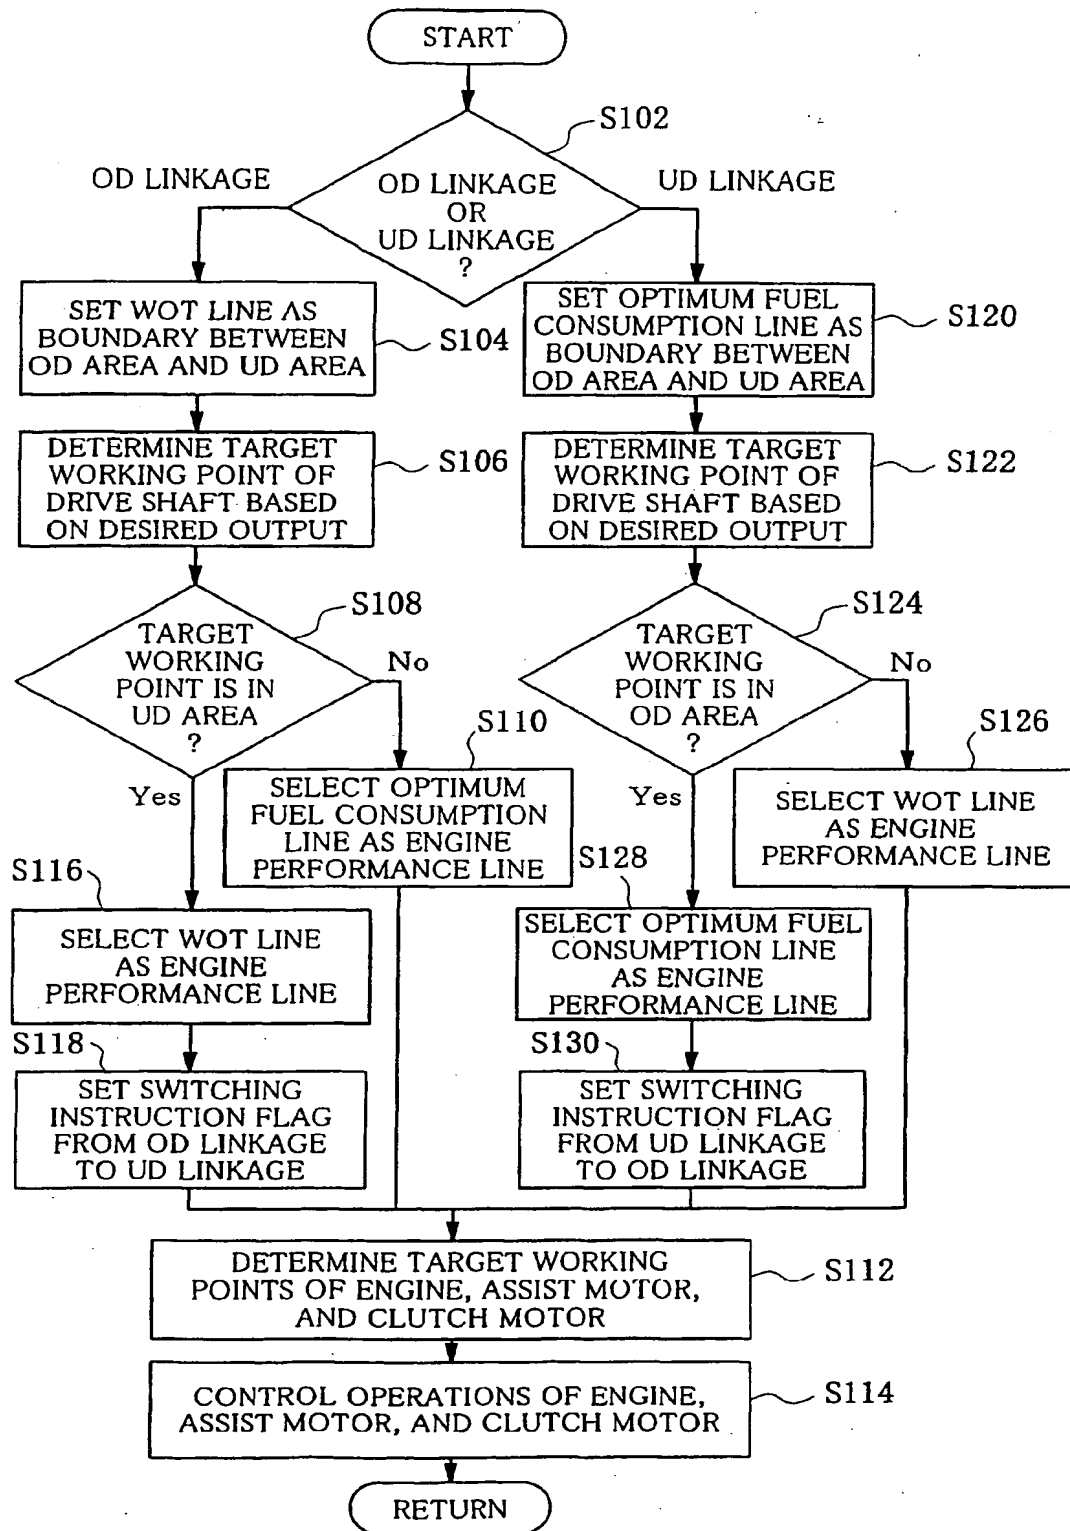 START
S102
OD LINKAGE
UD LINKAGE
OD LINKAGE
OR
UD LINKAGE
?
SET WOT LINE AS
BOUNDARY BETWEEN
OD AREA AND UD AREA
S104
SET OPTIMUM FUEL
CONSUMPTION LINE AS
BOUNDARY BETWEEN
OD AREA AND UD AREA
S120
DETERMINE TARGET
WORKING POINT OF
DRIVE SHAFT BASED
ON DESIRED OUTPUT
S106
DETERMINE TARGET
WORKING POINT OF
DRIVE SHAFT BASED
ON DESIRED OUTPUT
S122
S108
TARGET
WORKING
POINT IS IN
UD AREA
?
No
Yes
S124
TARGET
WORKING
POINT IS IN
OD AREA
?
No
Yes
S110
SELECT OPTIMUM
FUEL CONSUMPTION
LINE AS ENGINE
PERFORMANCE LINE
S126
SELECT WOT LINE
AS ENGINE
PERFORMANCE LINE
S116
SELECT WOT LINE
AS ENGINE
PERFORMANCE LINE
S128
SELECT OPTIMUM FUEL
CONSUMPTION LINE
AS ENGINE
PERFORMANCE LINE
S118
SET SWITCHING
INSTRUCTION FLAG
FROM OD LINKAGE
TO UD LINKAGE
S130
SET SWITCHING
INSTRUCTION FLAG
FROM UD LINKAGE
TO OD LINKAGE
DETERMINE TARGET WORKING
POINTS OF ENGINE, ASSIST MOTOR,
AND CLUTCH MOTOR
S112
CONTROL OPERATIONS OF ENGINE,
ASSIST MOTOR, AND CLUTCH MOTOR
S114
RETURN